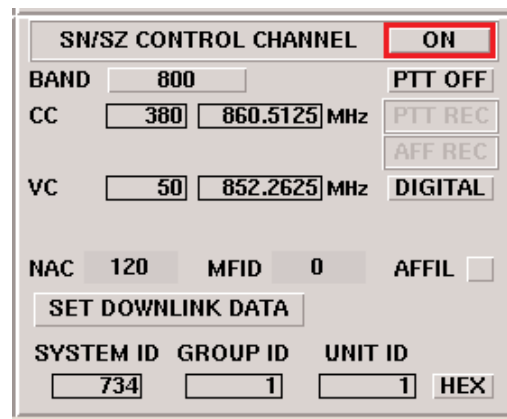 SN/SZ CONTROL CHANNEL ON
BAND 800 PTT OFF
CC 380 860.5125 MHz PTT REC
AFF REC
VC 50 852.2625 MHz DIGITAL
NAC 120 MFID 0 AFFIL
SET DOWNLINK DATA
SYSTEM ID GROUP ID UNIT ID
734 1 1 HEX